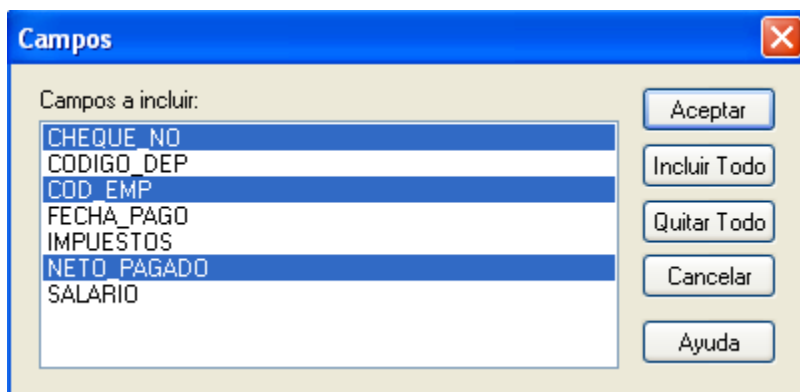 Campos
Campos a incluir:
CHEQUE_NO
CODIGO_DEP
COD_EMP
FECHA_PAGO
IMPUESTOS
NETO_PAGADO
SALARIO
Aceptar
Incluir Todo
Quitar Todo
Cancelar
Ayuda